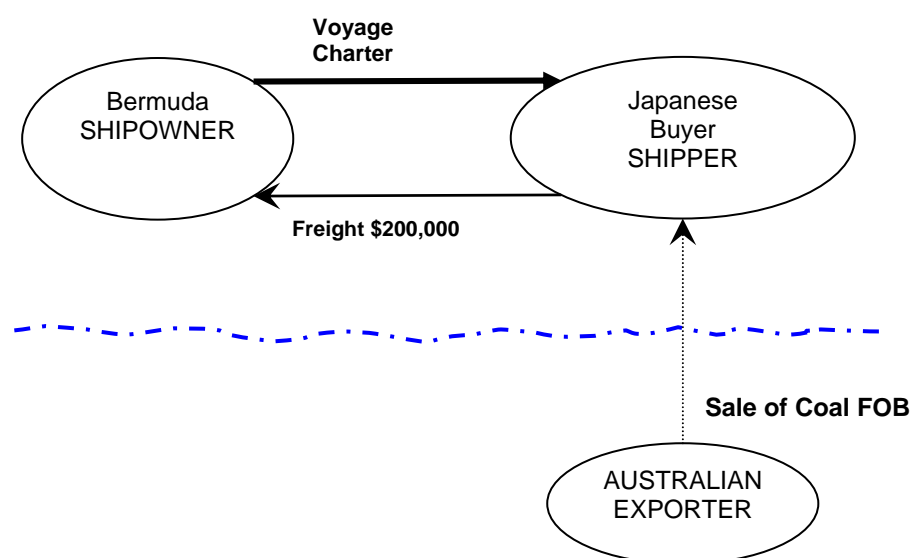 Voyage
Charter
Bermuda
SHIPOWNER
Japanese
Buyer
SHIPPER
Freight $200,000
Sale of Coal FOB
AUSTRALIAN
EXPORTER